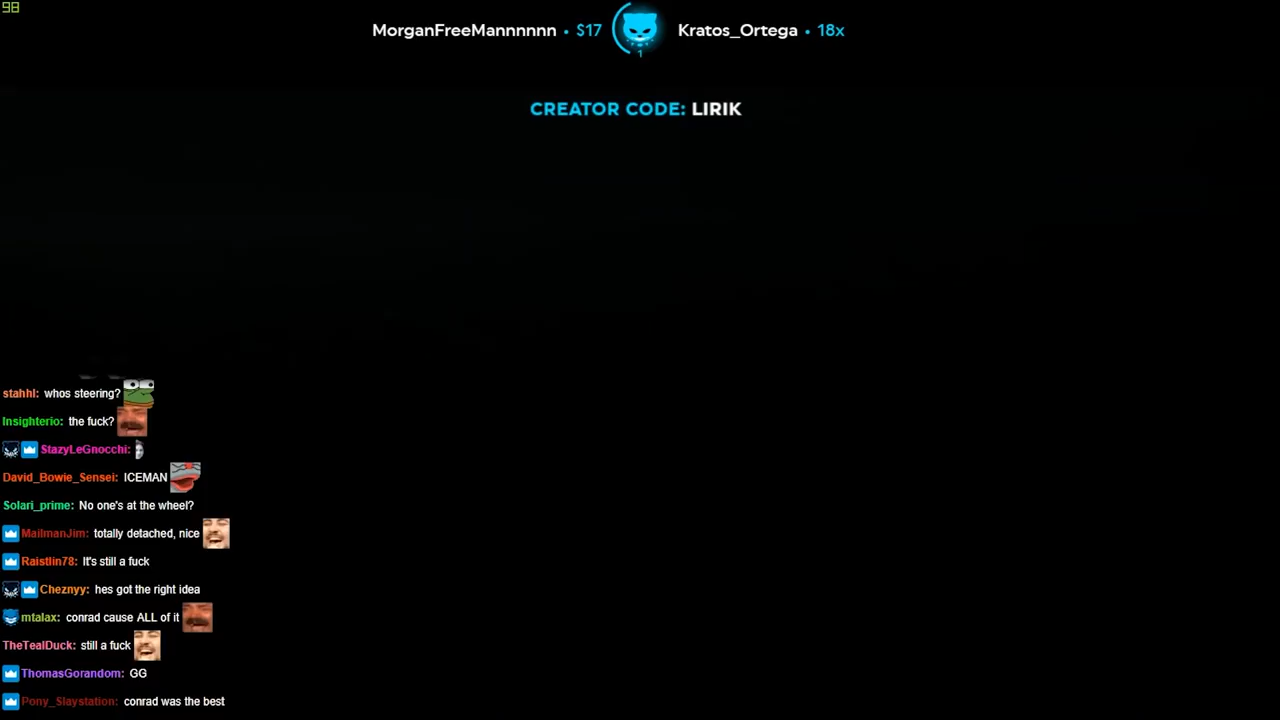 98
MorganFreeMannnnnn • $17
1
Kratos_Ortega • 18x
CREATOR CODE: LIRIK
stahhl: whos steering?
Insighterio: the fuck?
StazyLeGnocchi:
David_Bowie_Sensei: ICEMAN
Solari_prime: No one's at the wheel?
MailmanJim: totally detached, nice
Raistlin78: It's still a fuck
Cheznyy: hes got the right idea
mtalax: conrad cause ALL of it
TheTealDuck: still a fuck
ThomasGorandom: GG
Pony_Slaystation: conrad was the best